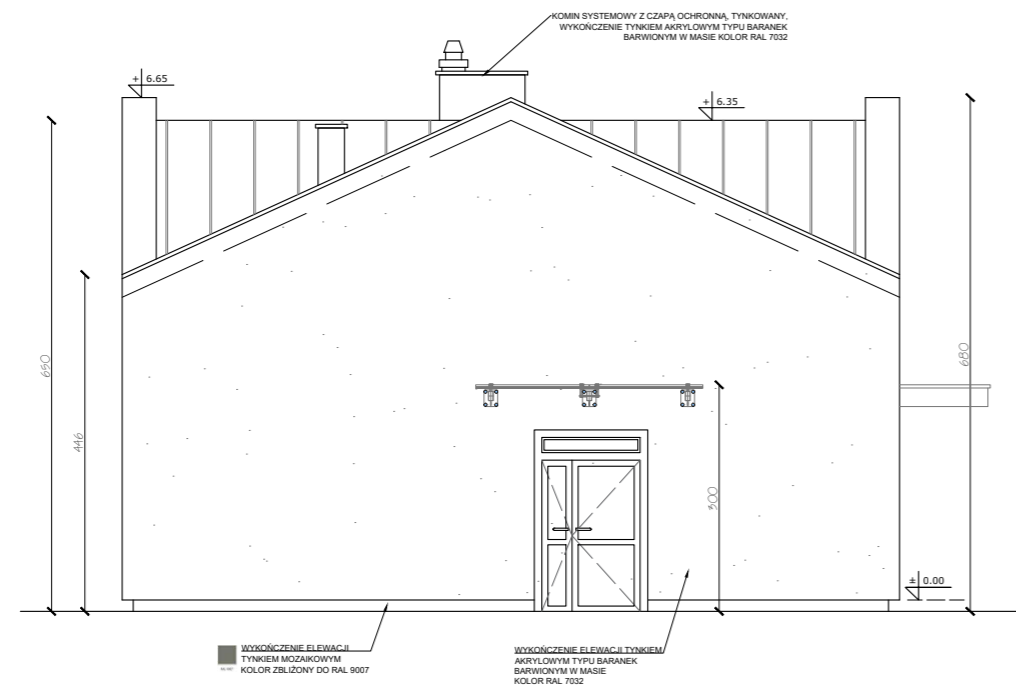 KOMIN SYSTEMOWY Z CZAPĄ OCHRONNĄ, TYNKOWANY,
WYKOŃCZENIE TYNKIEM AKRYLOWYM TYPU BARANEK
BARWIONYM W MASIE KOLOR RAL 7032
+ 6.65
+ 6.35
650
446
300
680
± 0.00
WYKOŃCZENIE ELEWACJI
TYNKIEM MOZAIKOWYM
KOLOR ZBLIŻONY DO RAL 9007
WYKOŃCZENIE ELEWACJI TYNKIEM
AKRYLOWYM TYPU BARANEK
BARWIONYM W MASIE
KOLOR RAL 7032